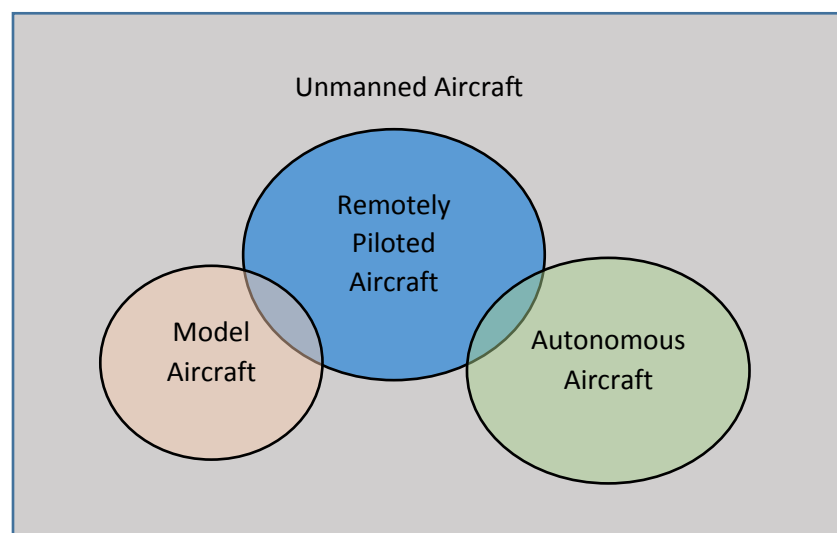 Unmanned Aircraft
Remotely
Piloted
Aircraft
Model
Aircraft
Autonomous
Aircraft